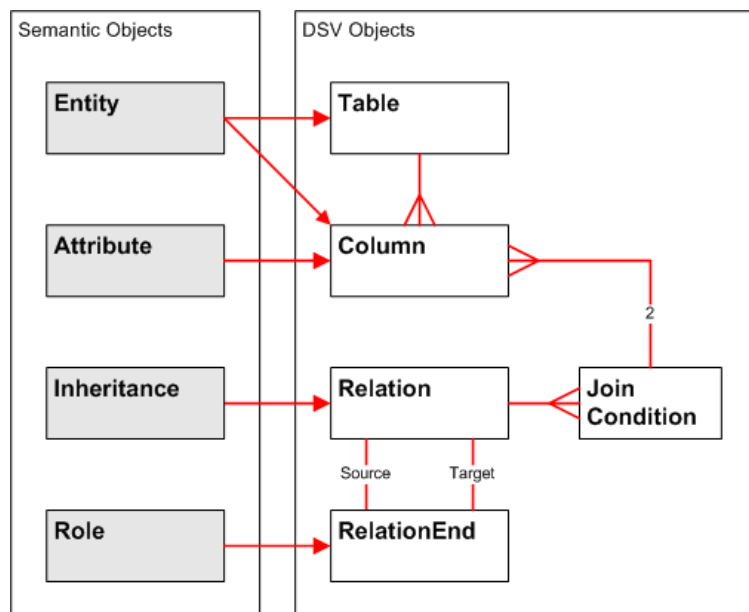 Semantic Objects
DSV Objects
Entity
Table
Attribute
Column
2
Inheritance
Relation
Join
Condition
Source
Target
Role
RelationEnd